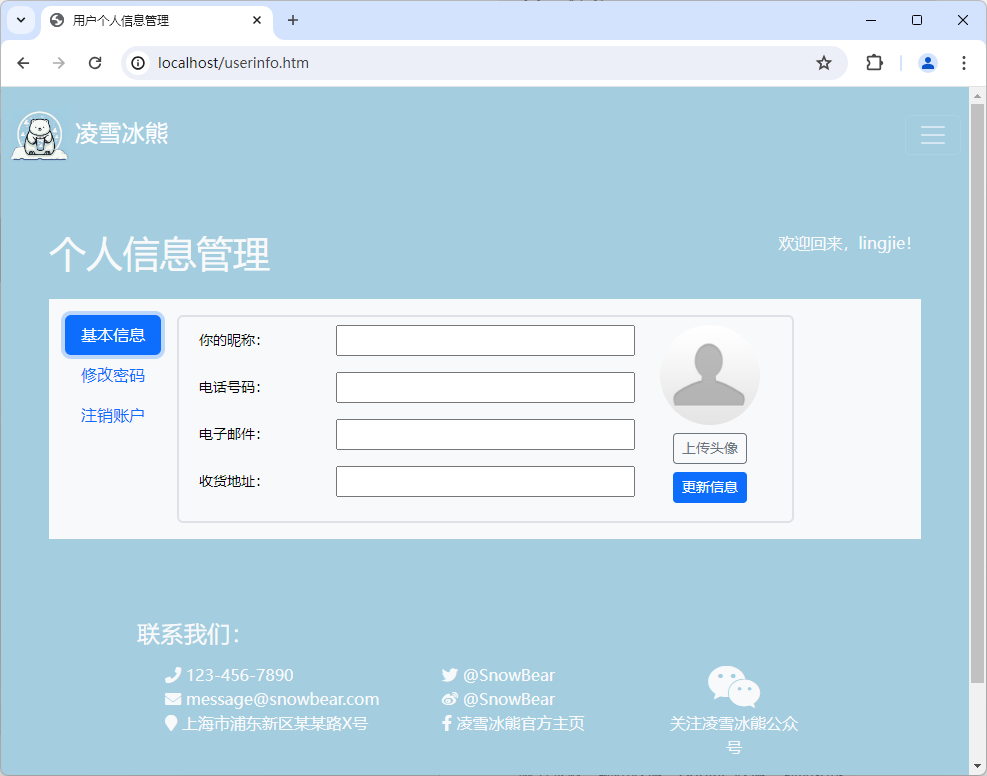 用户个人信息管理
localhost/userinfo.htm
凌雪冰熊
个人信息管理
欢迎回来，lingjie！
基本信息
修改密码
注销账户
你的昵称：
电话号码：
电子邮件：
收货地址：
上传头像
更新信息
联系我们：
123-456-7890
message@snowbear.com
上海市浦东新区某某路X号
@SnowBear
@SnowBear
凌雪冰熊官方主页
关注凌雪冰熊公众
号